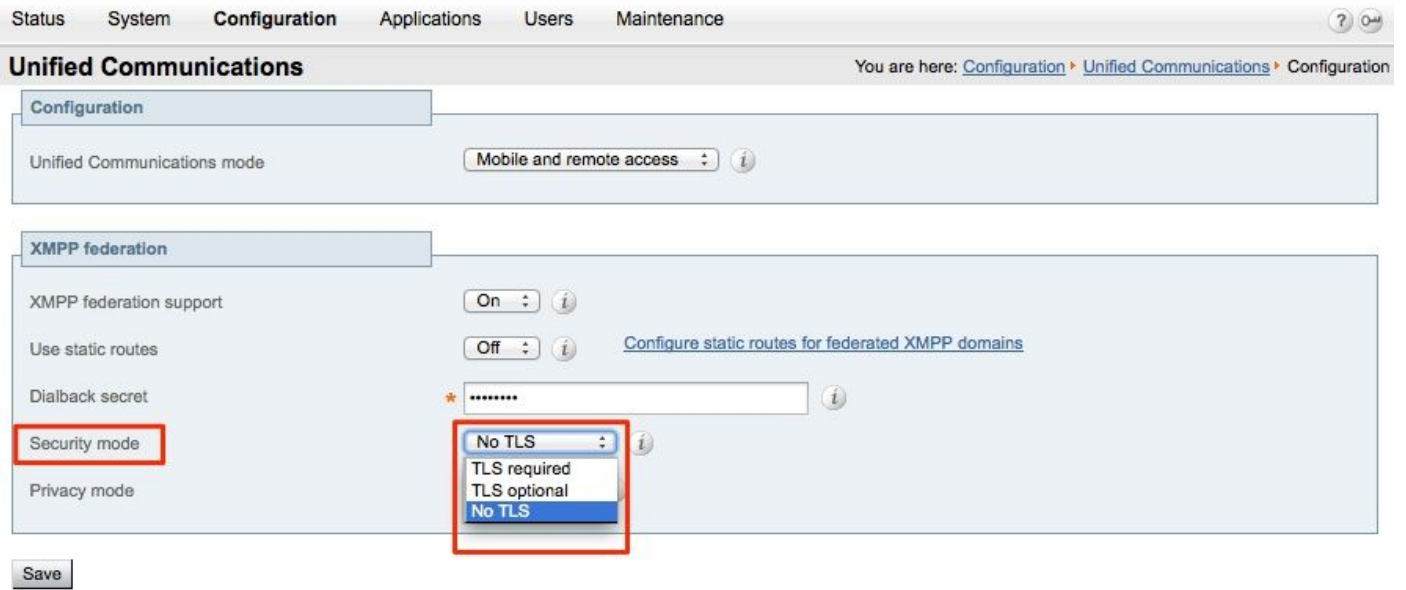 Status System Configuration Applications Users Maintenance ?
Unified Communications You are here: Configuration Unified Communications Configuration
Configuration
Unified Communications mode Mobile and remote access i
XMPP federation
XMPP federation support On i
Use static routes Off i Configure static routes for federated XMPP domains
Dialback secret * •••••••• i
Security mode No TLS i
TLS required
Privacy mode TLS optional
No TLS
Save